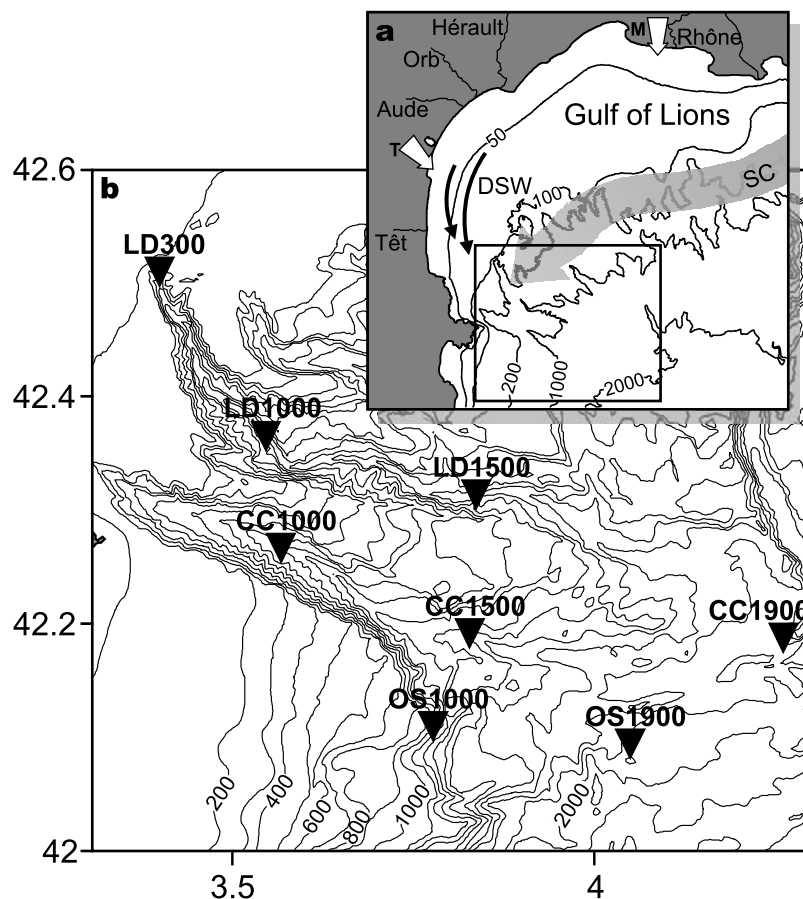 a
Hérault
M
Rhône
Orb
Aude
Gulf of Lions
50
T
DSW
100
SC
Têt
200
1000
2000
b
42.6
42.4
42.2
42
3.5
4
LD300
LD1000
LD1500
CC1000
CC1500
CC1900
OS1000
OS1900
200
400
600
800
1000
2000